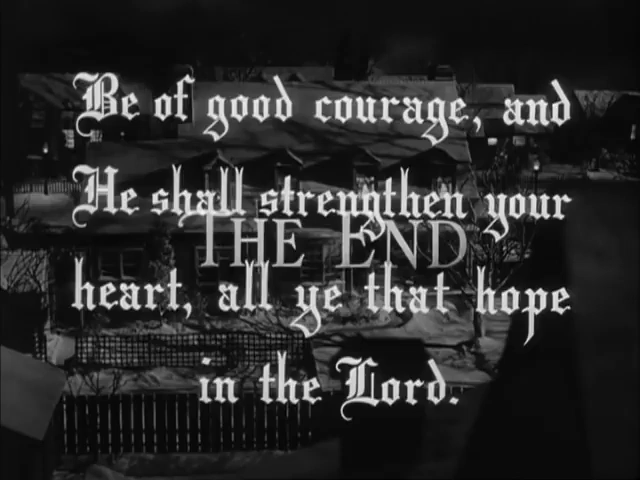 Be of good courage, and
He shall strengthen your
THE END
heart, all ye that hope
in the Lord.